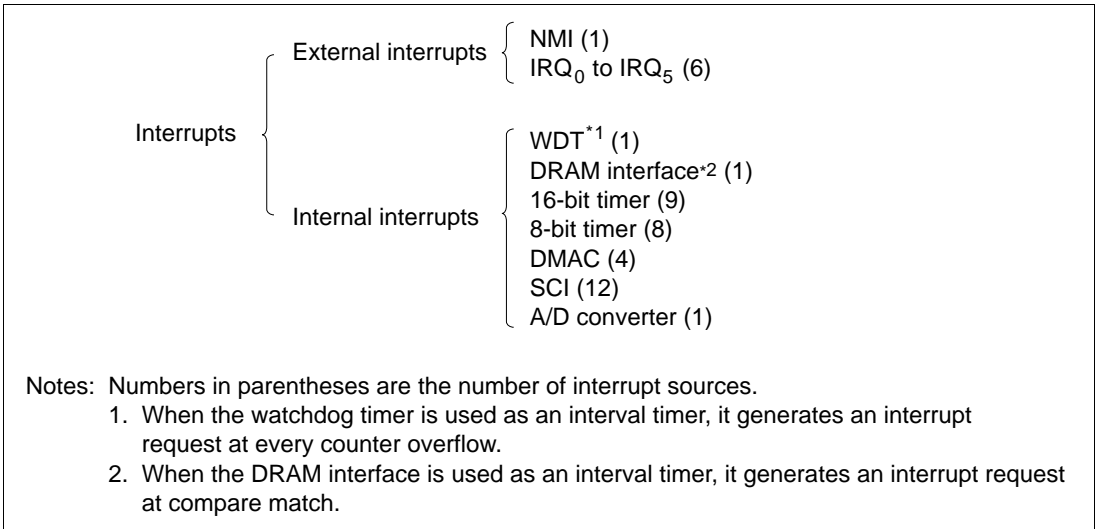 External interrupts
NMI (1)
IRQ₀ to IRQ₅ (6)
Interrupts
Internal interrupts
WDT*1 (1)
DRAM interface*2 (1)
16-bit timer (9)
8-bit timer (8)
DMAC (4)
SCI (12)
A/D converter (1)
Notes: Numbers in parentheses are the number of interrupt sources.
1. When the watchdog timer is used as an interval timer, it generates an interrupt
request at every counter overflow.
2. When the DRAM interface is used as an interval timer, it generates an interrupt request
at compare match.